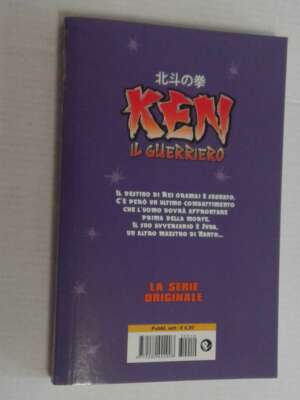 北斗の拳
KEN
IL GUERRIERO
IL DESTINO DI REI ORAMAI È SEGNATO,
C'È PERÒ UN ULTIMO COMBATTIMENTO
CHE L'UOMO DOVRÀ AFFRONTARE
PRIMA DELLA MORTE.
IL SUO AVVERSARIO È JUDA,
UN ALTRO MAESTRO DI NANTO...
LA SERIE
ORIGINALE